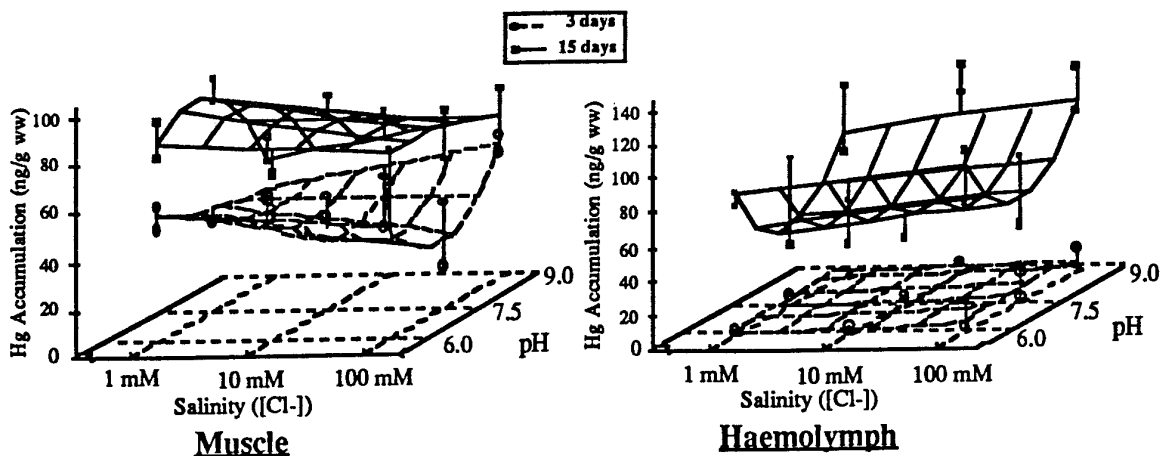 3 days
15 days
Hg Accumulation (ng/g ww)
100
80
60
40
20
0
1 mM
10 mM
100 mM
6.0
7.5
9.0
pH
Salinity ([Cl-])
Muscle
Hg Accumulation (ng/g ww)
140
120
100
80
60
40
20
0
1 mM
10 mM
100 mM
6.0
7.5
9.0
pH
Salinity ([Cl-])
Haemolymph